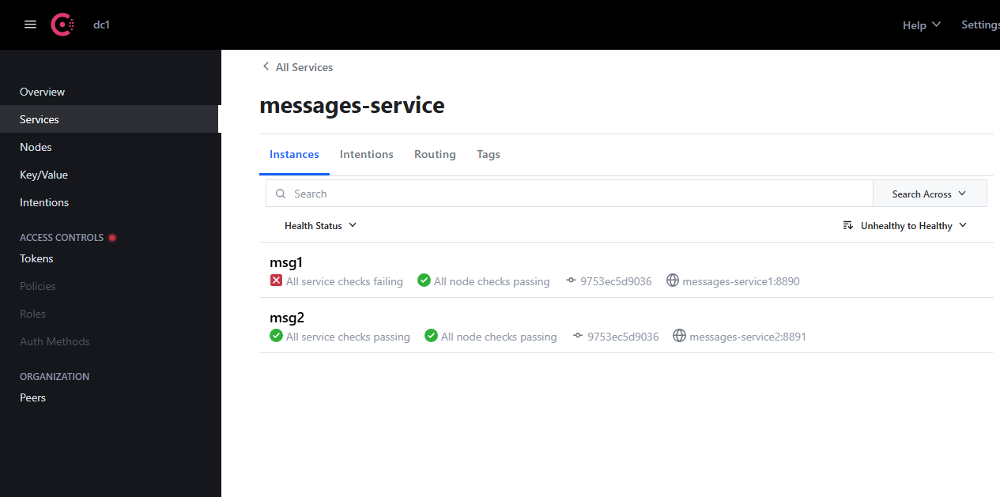 dc1
Help
Settings
Overview
Services
Nodes
Key/Value
Intentions
ACCESS CONTROLS
Tokens
Policies
Roles
Auth Methods
ORGANIZATION
Peers
All Services
messages-service
Instances Intentions Routing Tags
Search Search Across
Health Status Unhealthy to Healthy
msg1
All service checks failing All node checks passing 9753ec5d9036 messages-service1:8890
msg2
All service checks passing All node checks passing 9753ec5d9036 messages-service2:8891